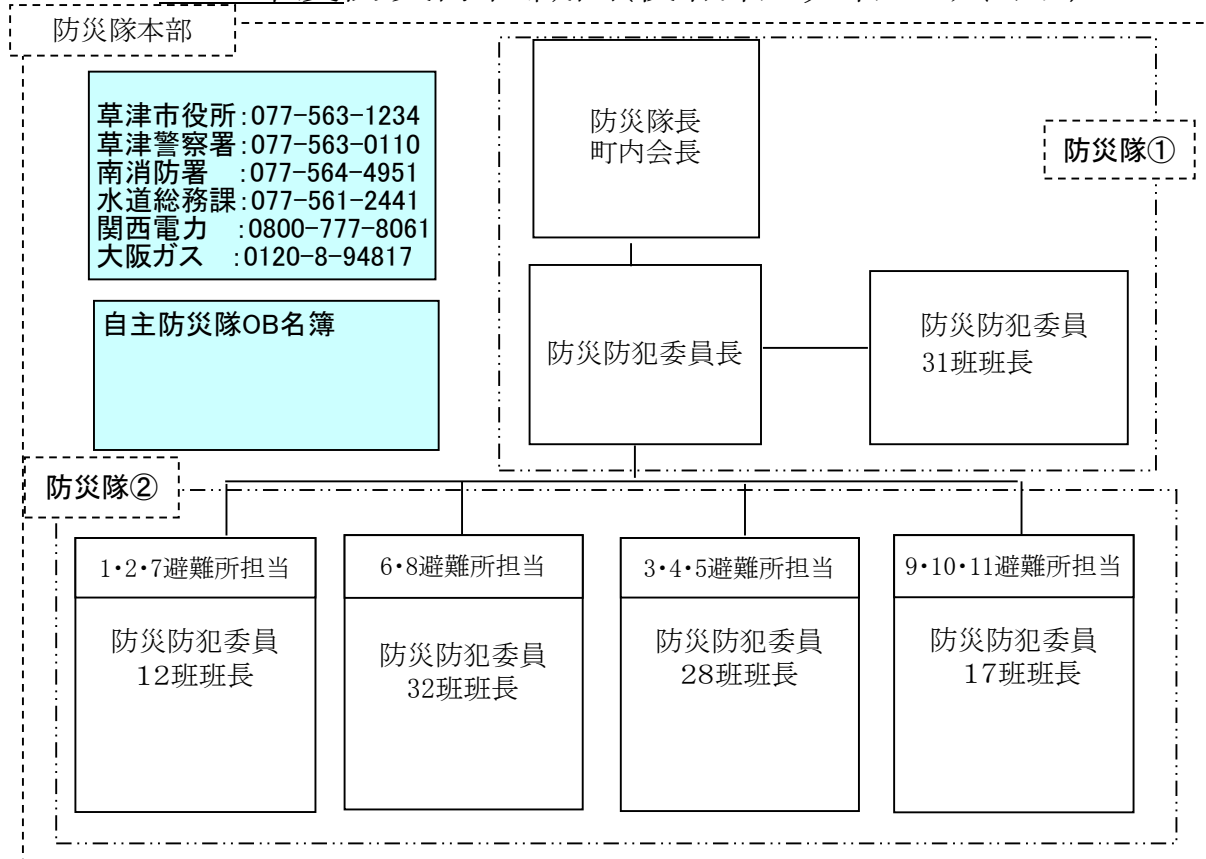 防災隊本部
草津市役所:077-563-1234
草津警察署:077-563-0110
南消防署　:077-564-4951
水道総務課:077-561-2441
関西電力　:0800-777-8061
大阪ガス　:0120-8-94817
自主防災隊OB名簿
防災隊長
町内会長
防災隊①
防災防犯委員長
防災防犯委員
31班班長
防災隊②
1・2・7避難所担当
防災防犯委員
12班班長
6・8避難所担当
防災防犯委員
32班班長
3・4・5避難所担当
防災防犯委員
28班班長
9・10・11避難所担当
防災防犯委員
17班班長